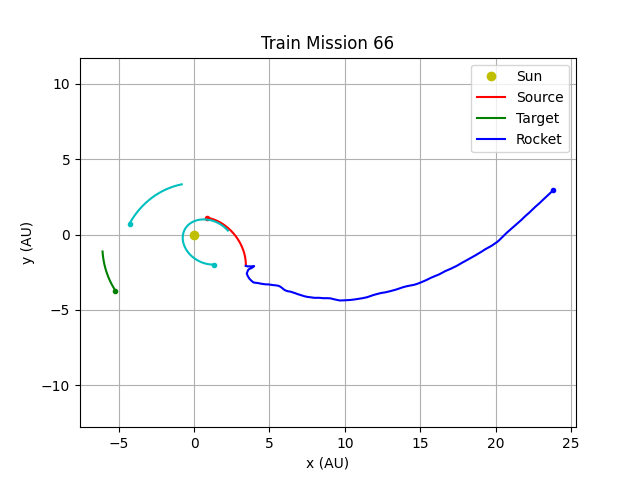 Train Mission 66
Sun
Source
Target
Rocket
10
5
0
−5
−10
y (AU)
−5
0
5
10
15
20
25
x (AU)